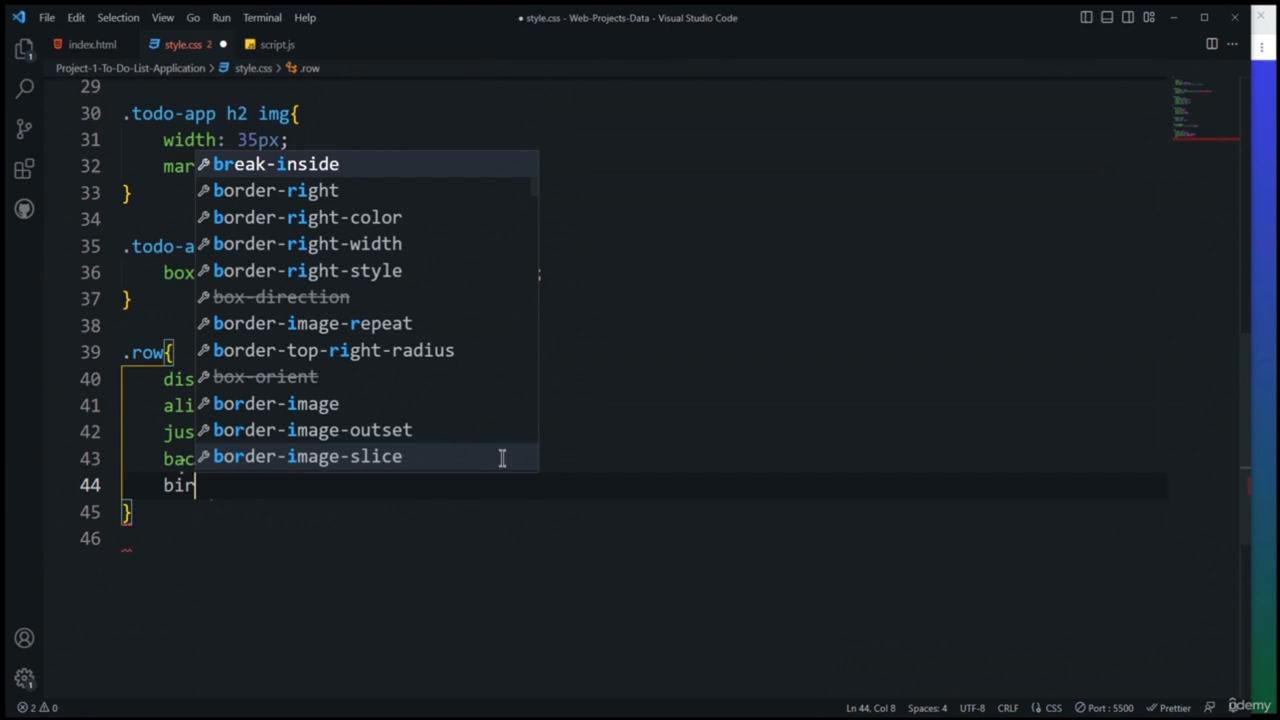 File Edit Selection View Go Run Terminal Help
● style.css - Web-Projects-Data - Visual Studio Code
index.html style.css 2 ● script.js
Project-1-To-Do-List-Application > style.css > .row
29
30 .todo-app h2 img{
31 width: 35px;
32 mar
33 }
34
35 .todo-a
36 box ;
37 }
38
39 .row{
40 dis
41 ali
42 jus
43 bac
44 bir
45 }
46
break-inside
border-right
border-right-color
border-right-width
border-right-style
box-direction
border-image-repeat
border-top-right-radius
box-orient
border-image
border-image-outset
border-image-slice
1
1
2 0
Ln 44, Col 8 Spaces: 4 UTF-8 CRLF {} CSS Port : 5500 Prettier
ûdemy